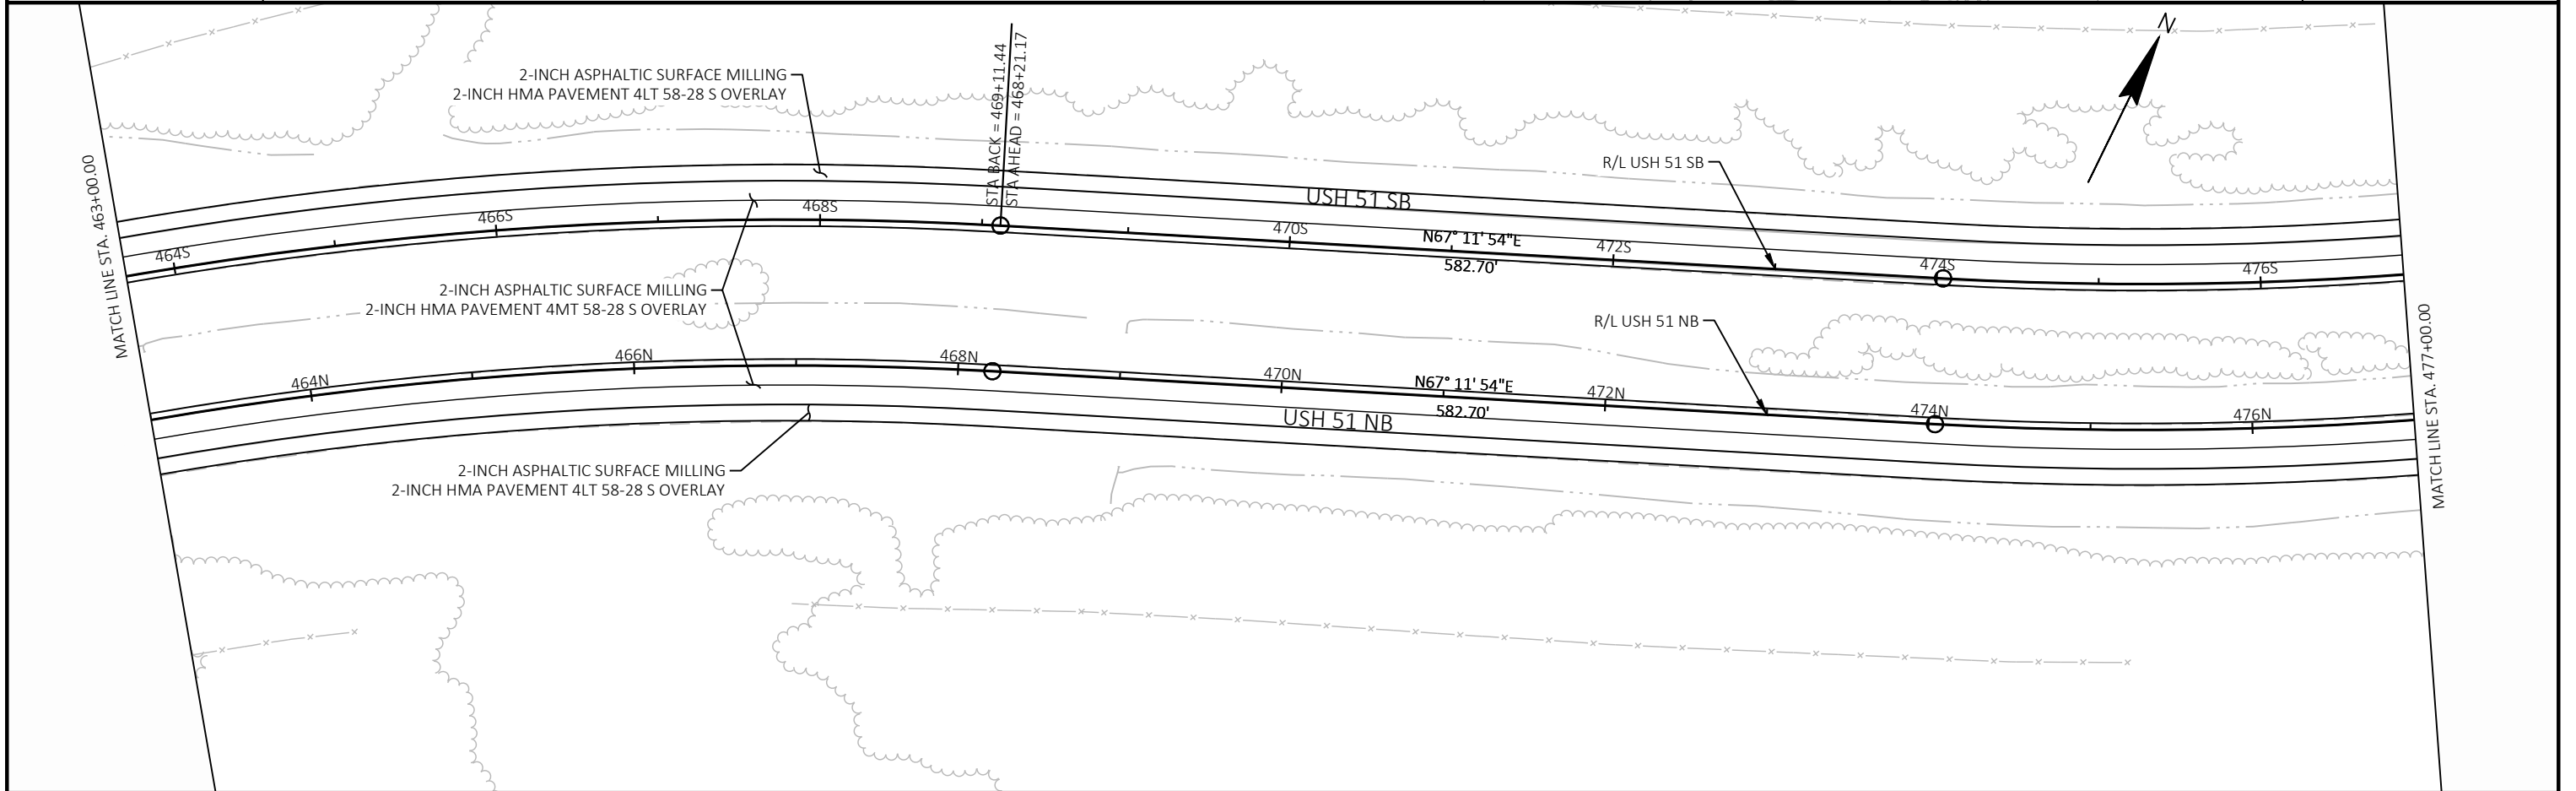 N
2-INCH ASPHALTIC SURFACE MILLING
2-INCH HMA PAVEMENT 4LT 58-28 S OVERLAY
STA BACK = 469+11.44
STA AHEAD = 468+21.17
MATCH LINE STA. 463+00.00
R/L USH 51 SB
USH 51 SB
464S
466S
468S
470S
N67° 11' 54"E
582.70'
472S
474S
476S
2-INCH ASPHALTIC SURFACE MILLING
2-INCH HMA PAVEMENT 4MT 58-28 S OVERLAY
R/L USH 51 NB
464N
466N
468N
470N
N67° 11' 54"E
582.70'
472N
474N
476N
USH 51 NB
MATCH LINE STA. 477+00.00
2-INCH ASPHALTIC SURFACE MILLING
2-INCH HMA PAVEMENT 4LT 58-28 S OVERLAY